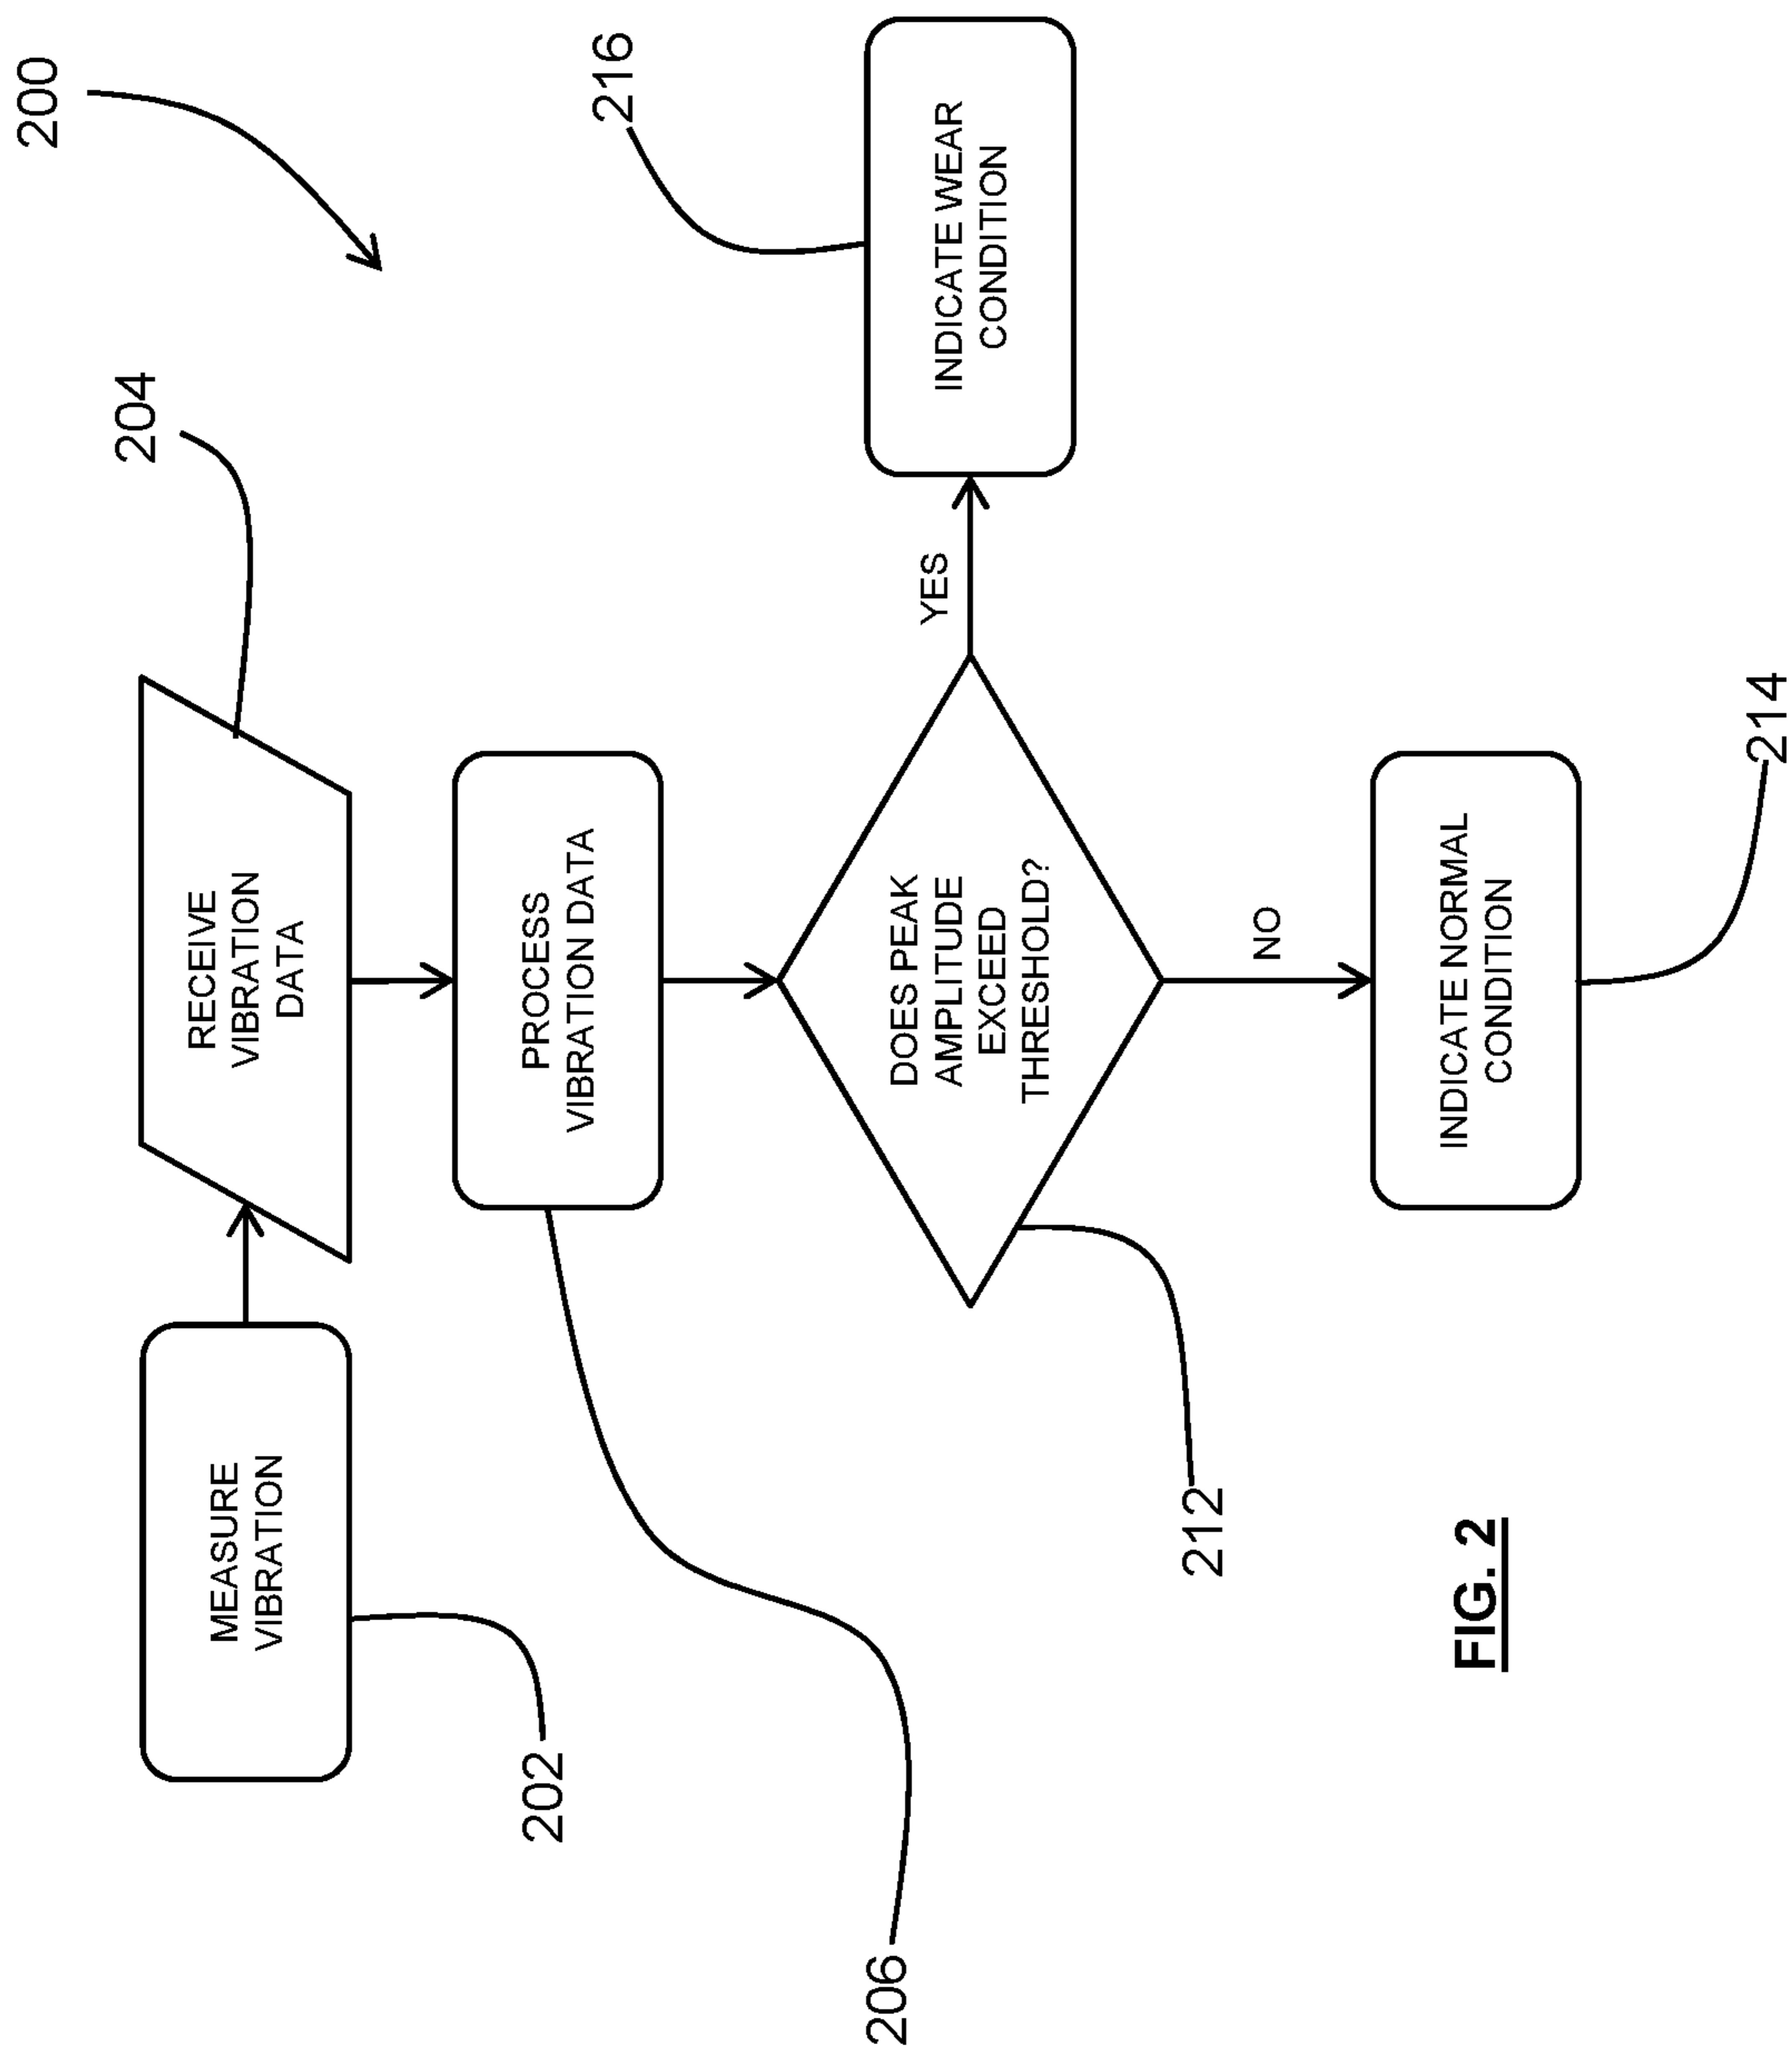 200
204
216
MEASURE
VIBRATION
RECEIVE
VIBRATION
DATA
202
PROCESS
VIBRATION DATA
206
DOES PEAK
AMPLITUDE
EXCEED
THRESHOLD?
YES
INDICATE WEAR
CONDITION
212
NO
INDICATE NORMAL
CONDITION
214
FIG. 2